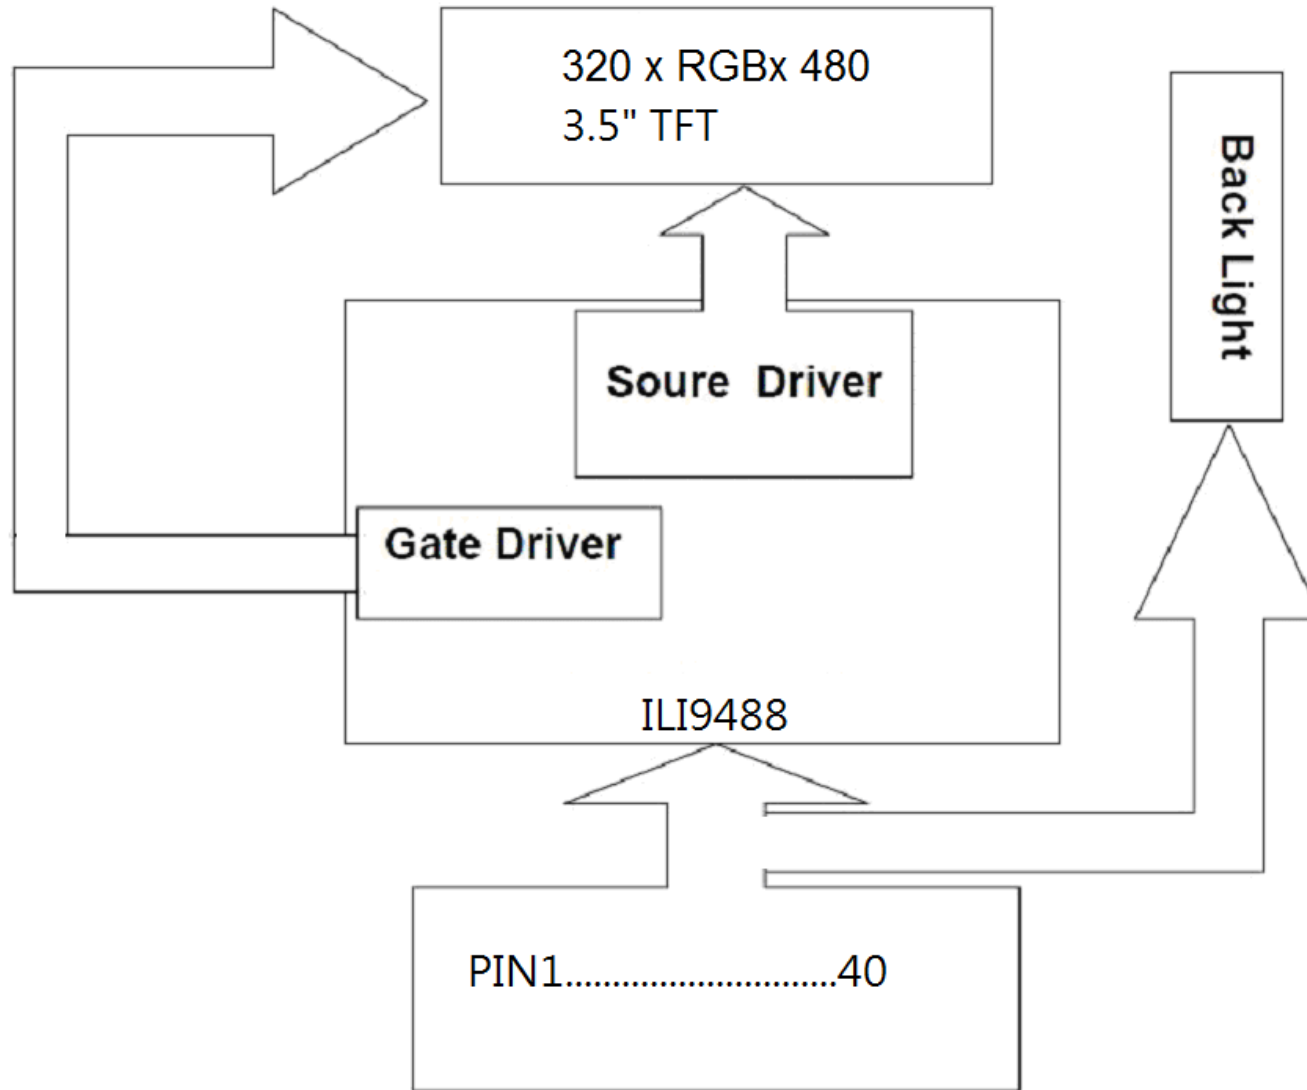 320 x RGBx 480
3.5" TFT
Back Light
Soure Driver
Gate Driver
ILI9488
PIN1.............................40